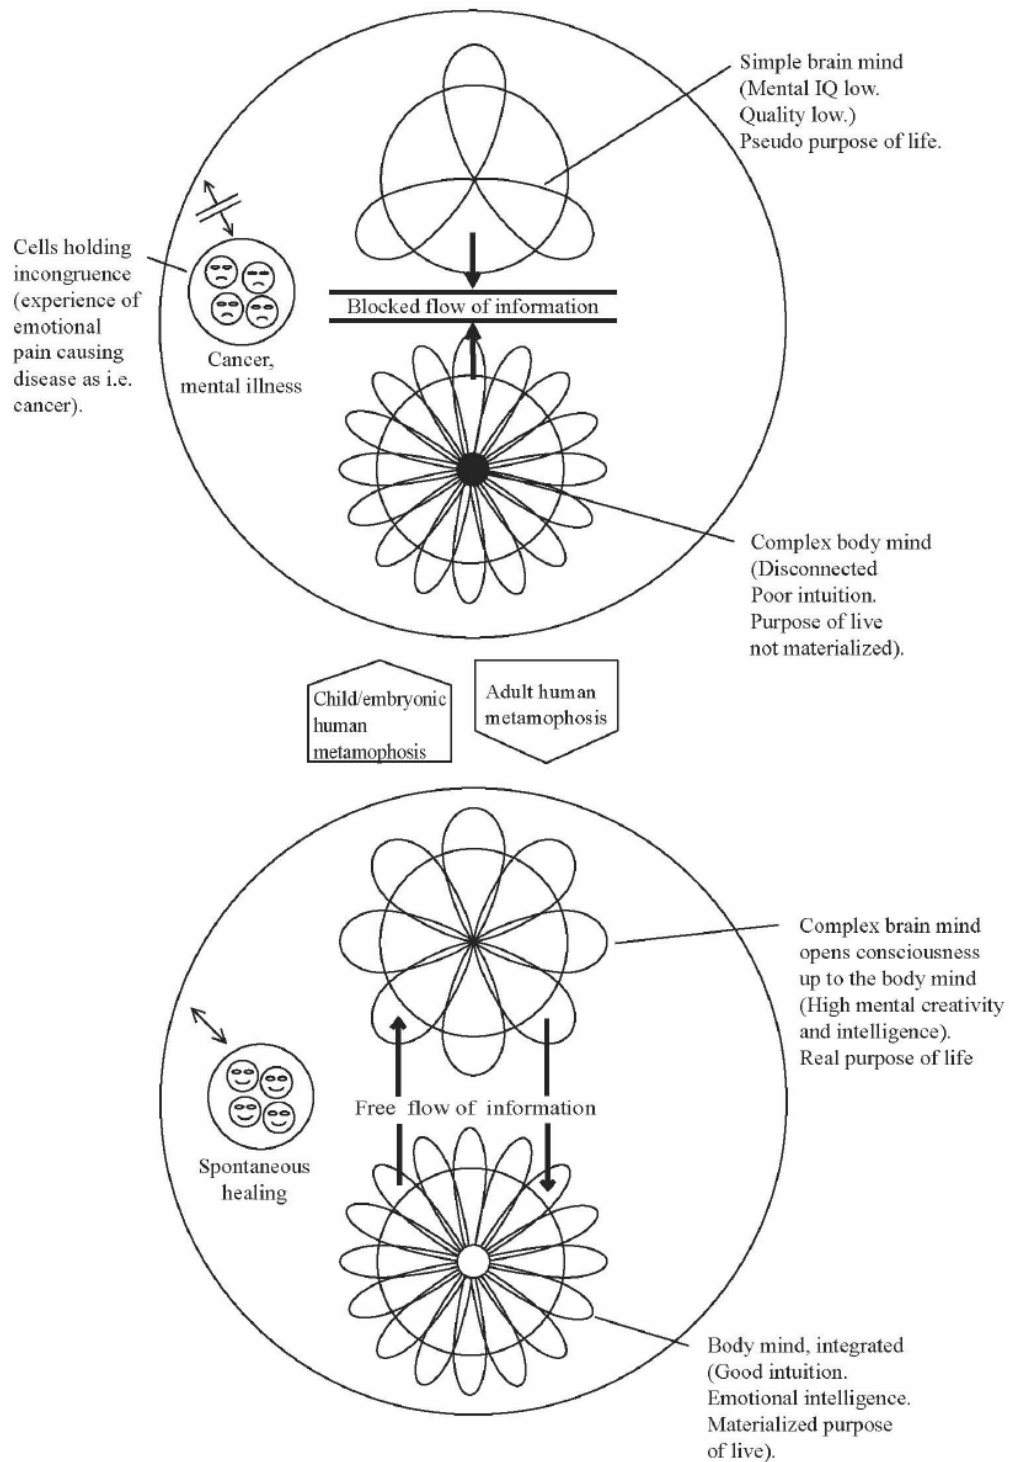 Simple brain mind
(Mental IQ low.
Quality low.)
Pseudo purpose of life.
Cells holding
incongruence
(experience of
emotional
pain causing
disease as i.e.
cancer).
Blocked flow of information
Cancer,
mental illness
Complex body mind
(Disconnected
Poor intuition.
Purpose of live
not materialized).
Child/embryonic
human
metamophosis
Adult human
metamophosis
Complex brain mind
opens consciousness
up to the body mind
(High mental creativity
and intelligence).
Real purpose of life
Free flow of information
Spontaneous
healing
Body mind, integrated
(Good intuition.
Emotional intelligence.
Materialized purpose
of live).